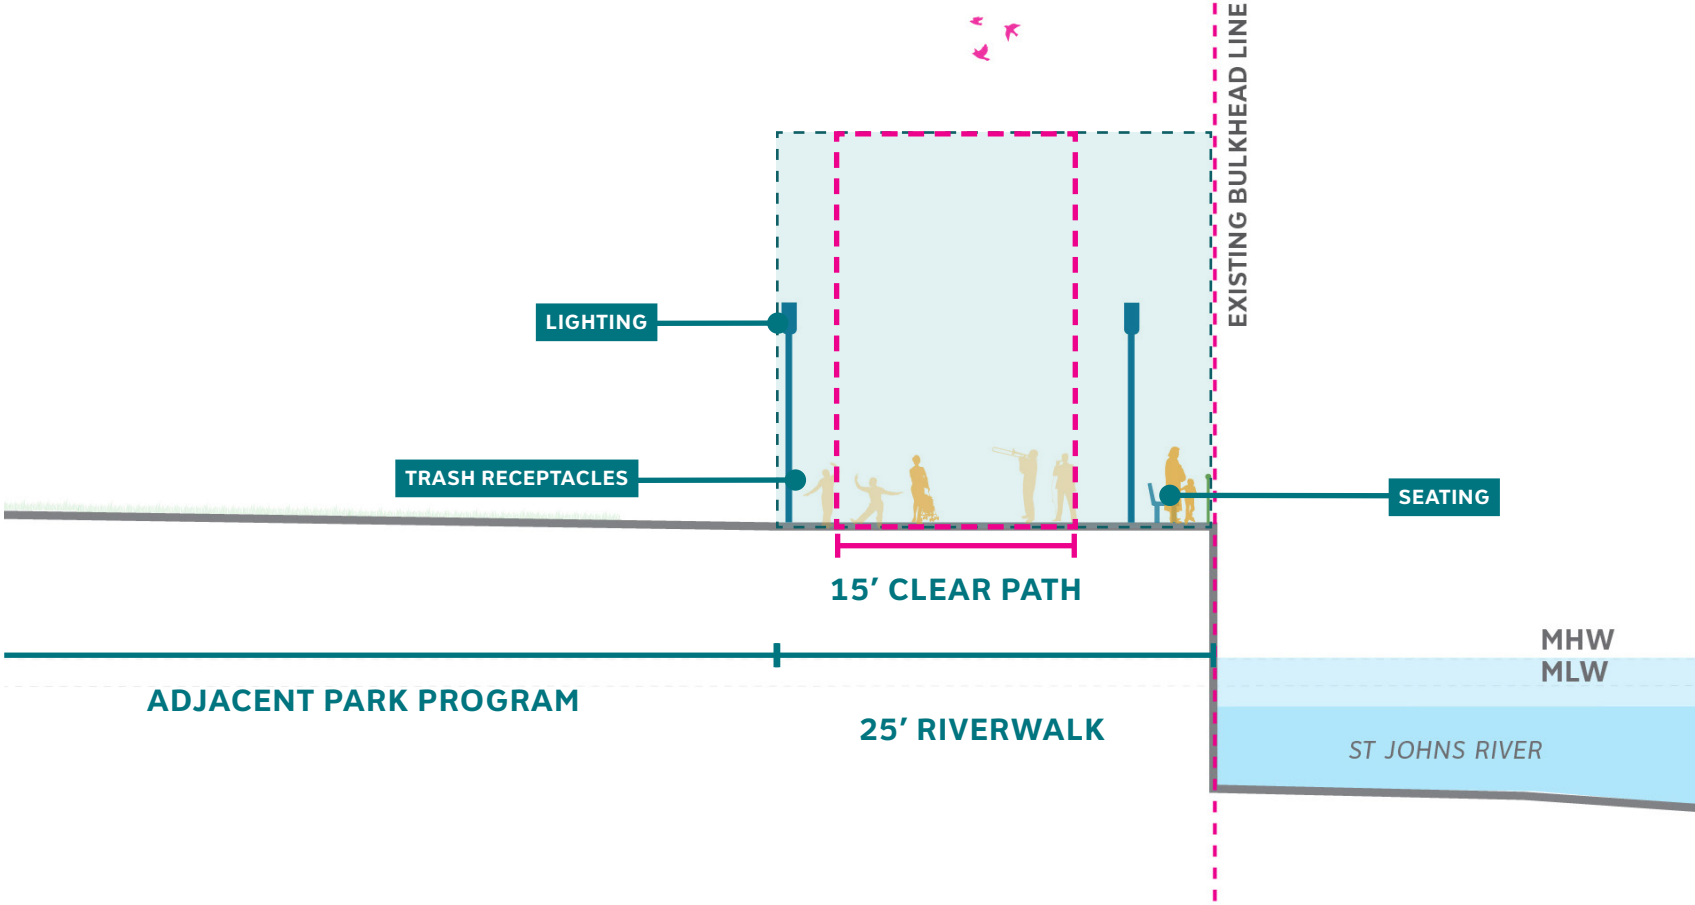 EXISTING BULKHEAD LINE
LIGHTING
TRASH RECEPTACLES
SEATING
15’ CLEAR PATH
MHW
MLW
ADJACENT PARK PROGRAM
25’ RIVERWALK
ST JOHNS RIVER